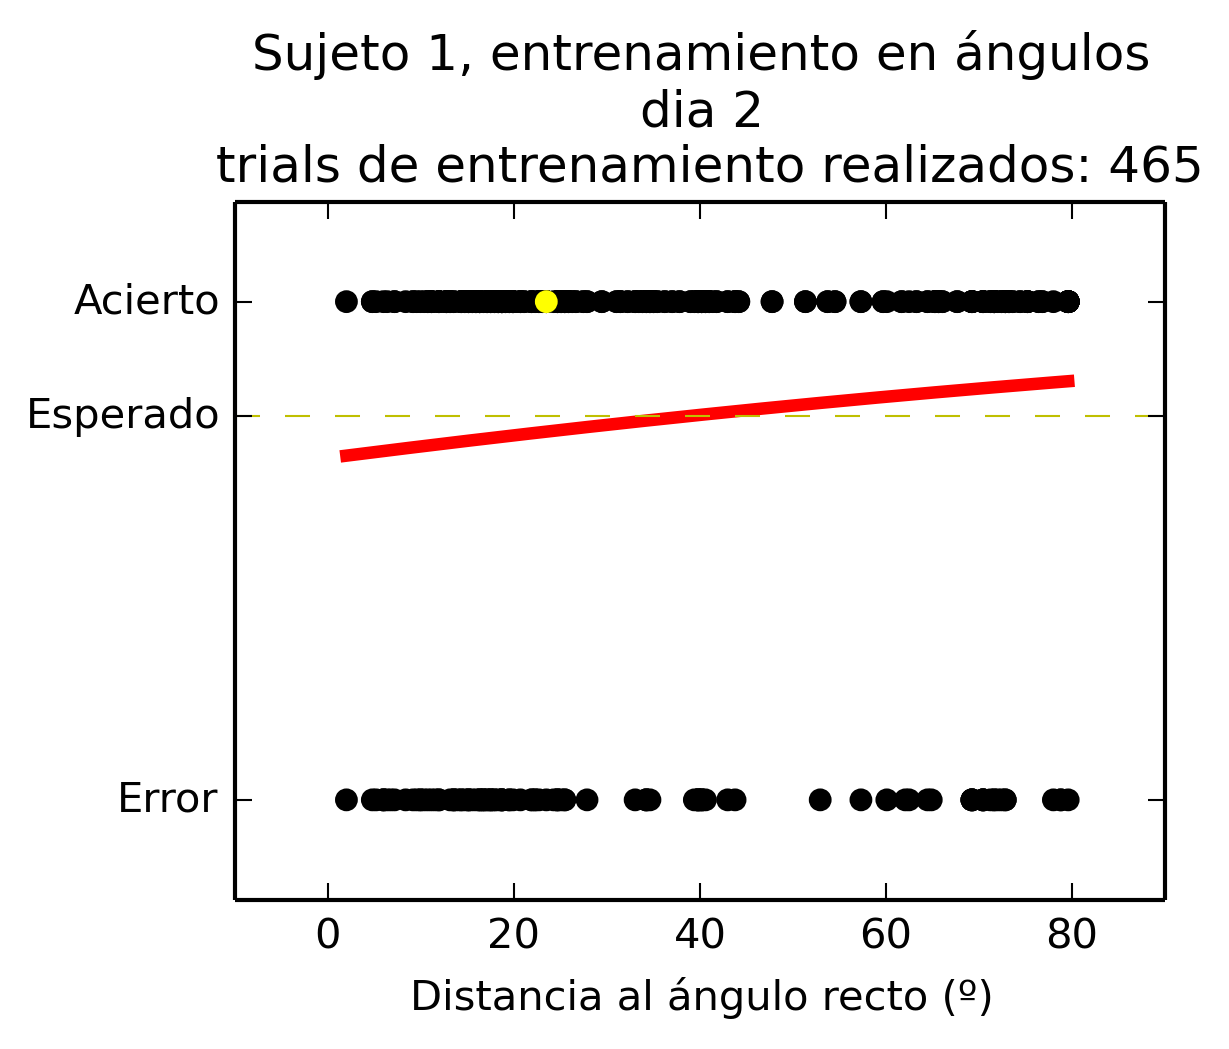 Sujeto 1, entrenamiento en ángulos
dia 2
trials de entrenamiento realizados: 465
Acierto
Esperado
Error
0 20 40 60 80
Distancia al ángulo recto (º)